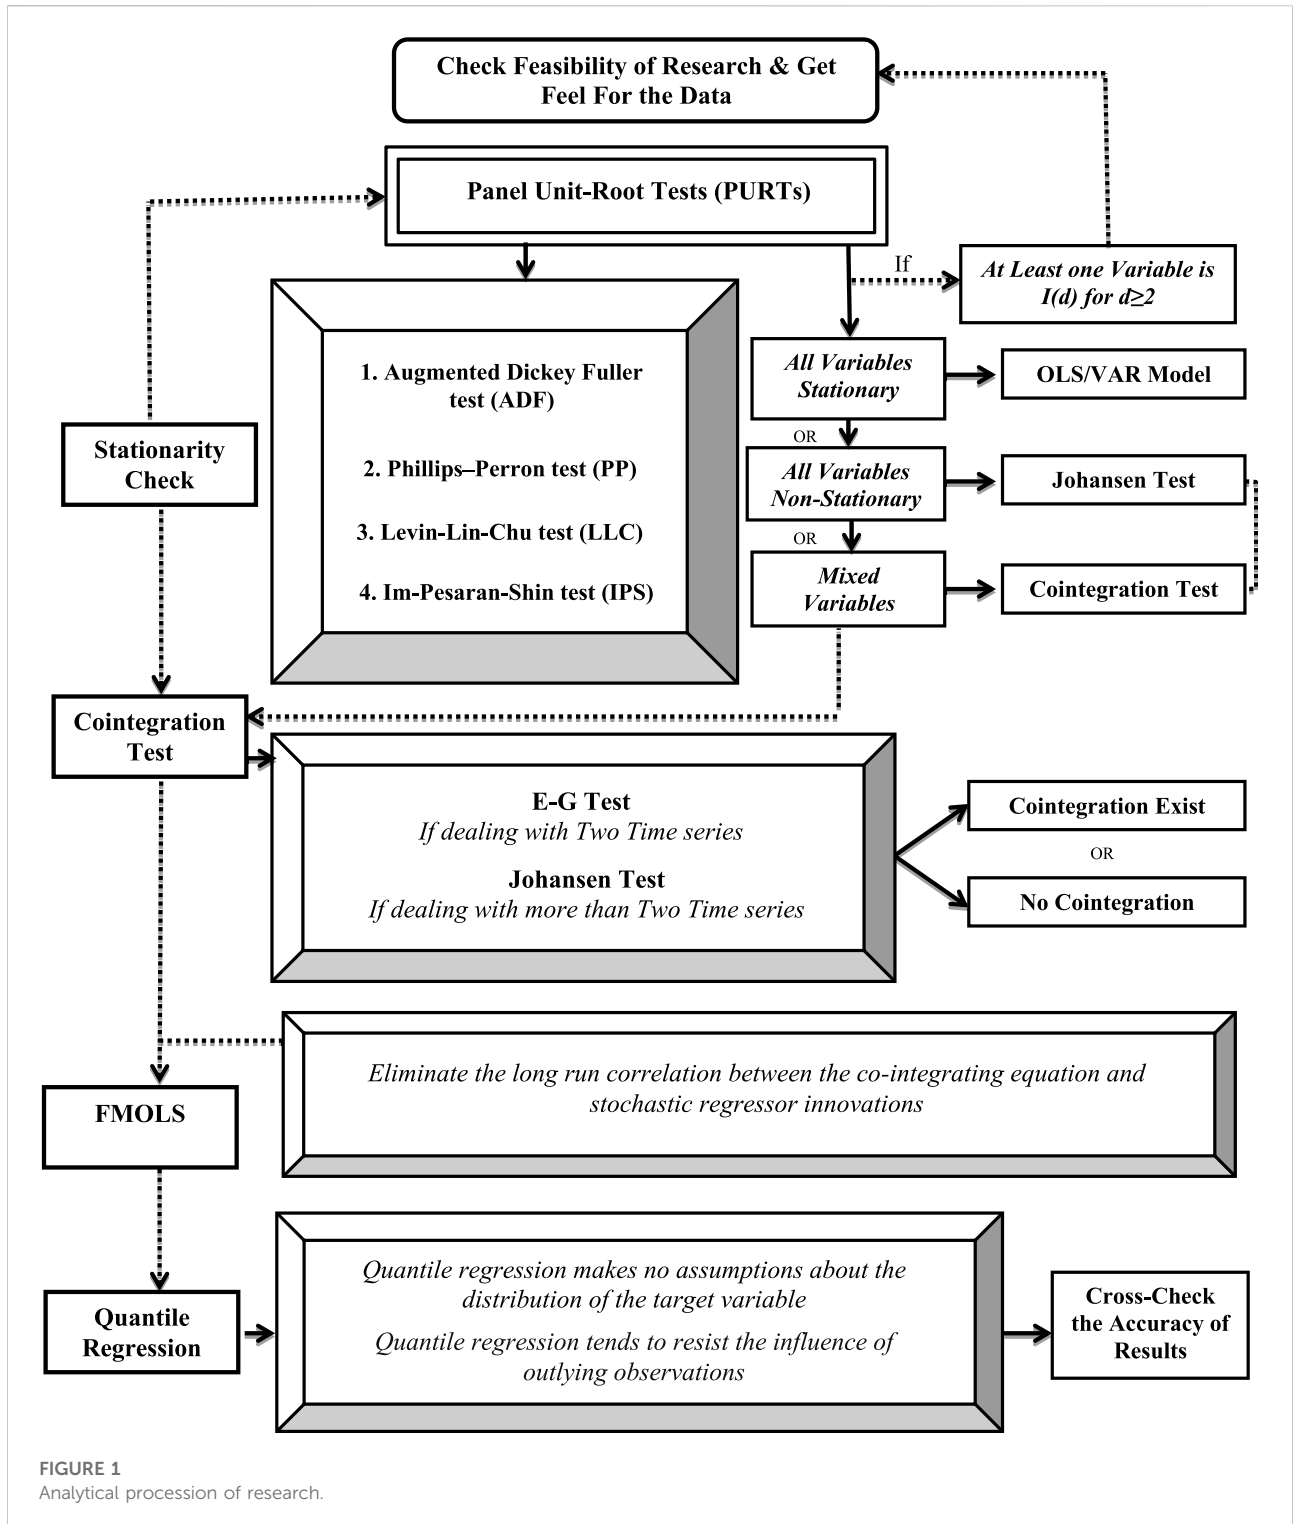 Check Feasibility of Research & Get
Feel For the Data
Panel Unit-Root Tests (PURTs)
If
At Least one Variable is
I(d) for d≥2
1. Augmented Dickey Fuller
test (ADF)
2. Phillips–Perron test (PP)
3. Levin-Lin-Chu test (LLC)
4. Im-Pesaran-Shin test (IPS)
All Variables
Stationary
OLS/VAR Model
OR
All Variables
Non-Stationary
Johansen Test
OR
Mixed
Variables
Cointegration Test
Stationarity
Check
Cointegration
Test
E-G Test
If dealing with Two Time series
Johansen Test
If dealing with more than Two Time series
Cointegration Exist
OR
No Cointegration
Eliminate the long run correlation between the co-integrating equation and
stochastic regressor innovations
FMOLS
Quantile
Regression
Quantile regression makes no assumptions about the
distribution of the target variable
Quantile regression tends to resist the influence of
outlying observations
Cross-Check
the Accuracy of
Results
FIGURE 1
Analytical procession of research.